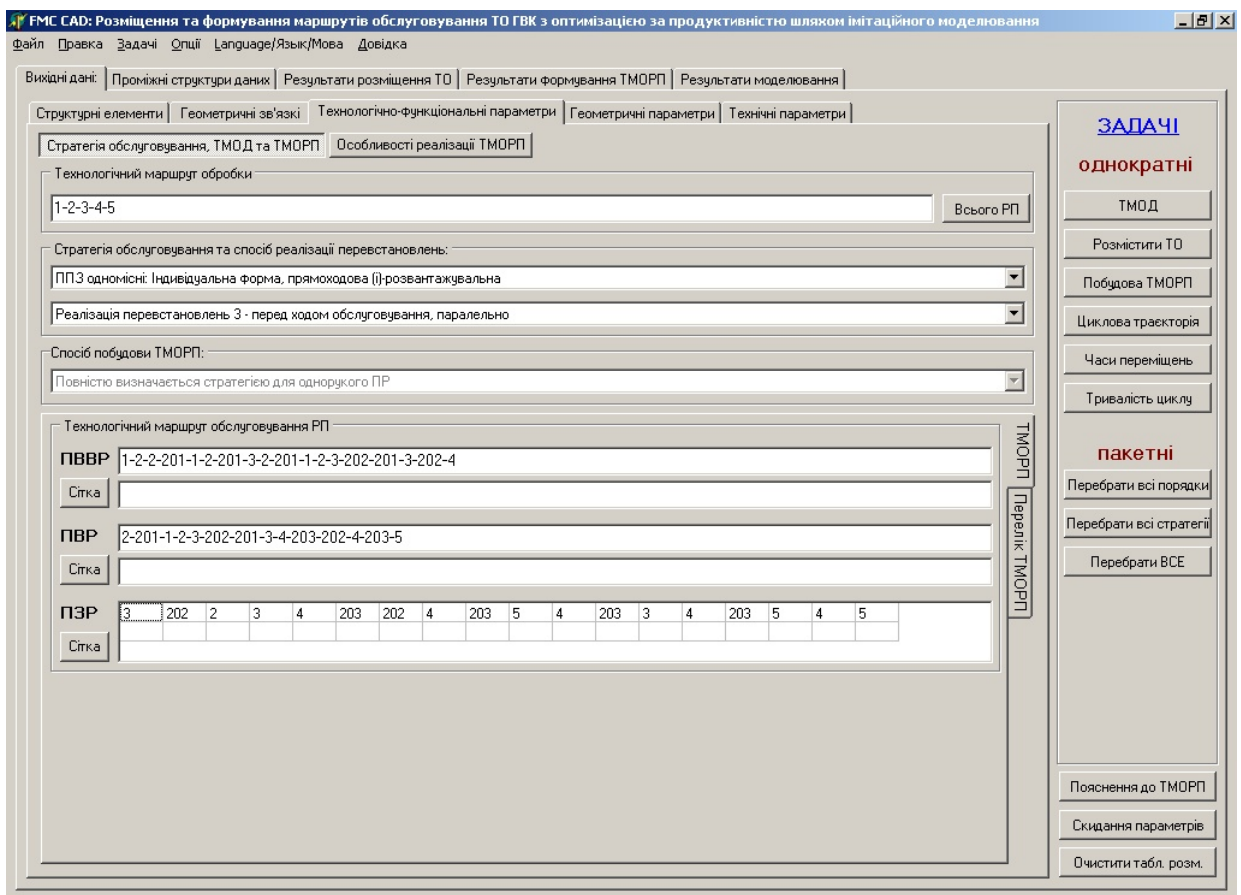 FMC CAD: Розміщення та формування маршрутів обслуговування ТО ГВК з оптимізацією за продуктивністю шляхом імітаційного моделювання
Файл Правка Задачі Опції Language/Язык/Мова Довідка
Вихідні дані: Проміжні структури даних Результати розміщення ТО Результати формування ТМОРП Результати моделювання
Структурні елементи Геометричні зв'язкі Технологічно-функціональні параметри Геометричні параметри Технічні параметри
Стратегія обслуговування, ТМОД та ТМОРП Особливості реалізації ТМОРП
Технологічний маршрут обробки
1-2-3-4-5 Всього РП
Стратегія обслуговування та спосіб реалізації перевстановлень:
ППЗ одномісні: Індивідуальна форма, прямоходова (i)-розвантажувальна
Реалізація перевстановлень 3 - перед ходом обслуговування, паралельно
Спосіб побудови ТМОРП:
Повністю визначається стратегією для однорукого ПР
Технологічний маршрут обслуговування РП
ПВВР 1-2-2-201-1-2-201-3-2-201-1-2-3-202-201-3-202-4
Сітка
ПВР 2-201-1-2-3-202-201-3-4-203-202-4-203-5
Сітка
ПЗР 3 202 2 3 4 203 202 4 203 5 4 203 3 4 203 5 4 5
Сітка
ТМОРП
Перелік ТМОРП
ЗАДАЧІ
однократні
ТМОД
Розмістити ТО
Побудова ТМОРП
Циклова траєкторія
Часи переміщень
Тривалість циклу
пакетні
Перебрати всі порядки
Перебрати всі стратегії
Перебрати ВСЕ
Пояснення до ТМОРП
Скидання параметрів
Очистити табл. розм.